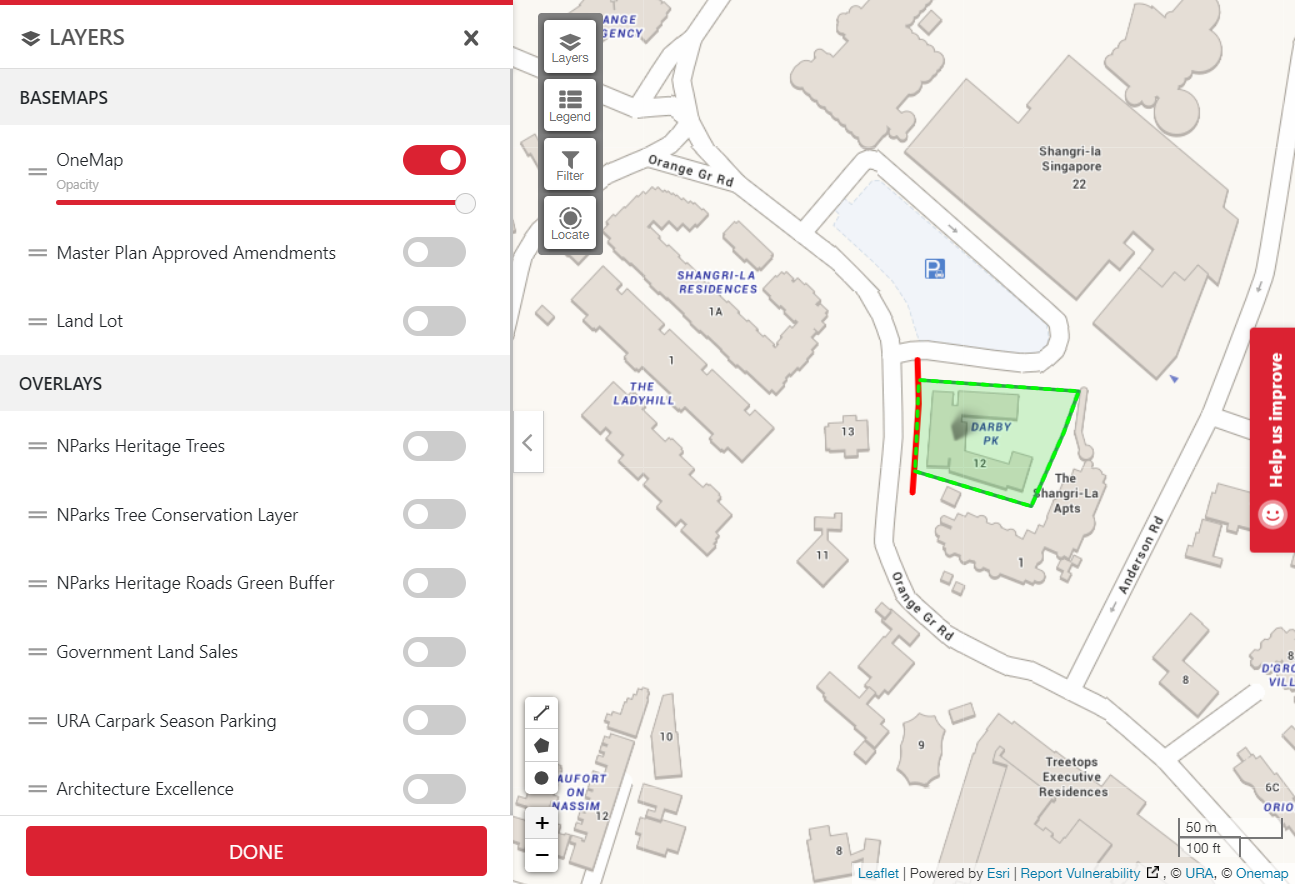 LAYERS
BASEMAPS
OneMap
Opacity
Master Plan Approved Amendments
Land Lot
OVERLAYS
NParks Heritage Trees
NParks Tree Conservation Layer
NParks Heritage Roads Green Buffer
Government Land Sales
URA Carpark Season Parking
Architecture Excellence
DONE
Layers
Legend
Filter
Locate
Orange Gr Rd
Shangri-la
Singapore
22
P
SHANGRI-LA
RESIDENCES
1A
1
THE
LADYHILL
13
DARBY
PK
12
The
Shangri-La
Apts
1
11
Orange Gr Rd
Anderson Rd
Help us improve
8
8
D'GRO
VILL
10
9
AUFORT
ON
NASSIM
12
Treetops
Executive
Residences
6C
ORIO
8
+
−
50 m
100 ft
Leaflet | Powered by Esri | Report Vulnerability , © URA, © Onemap